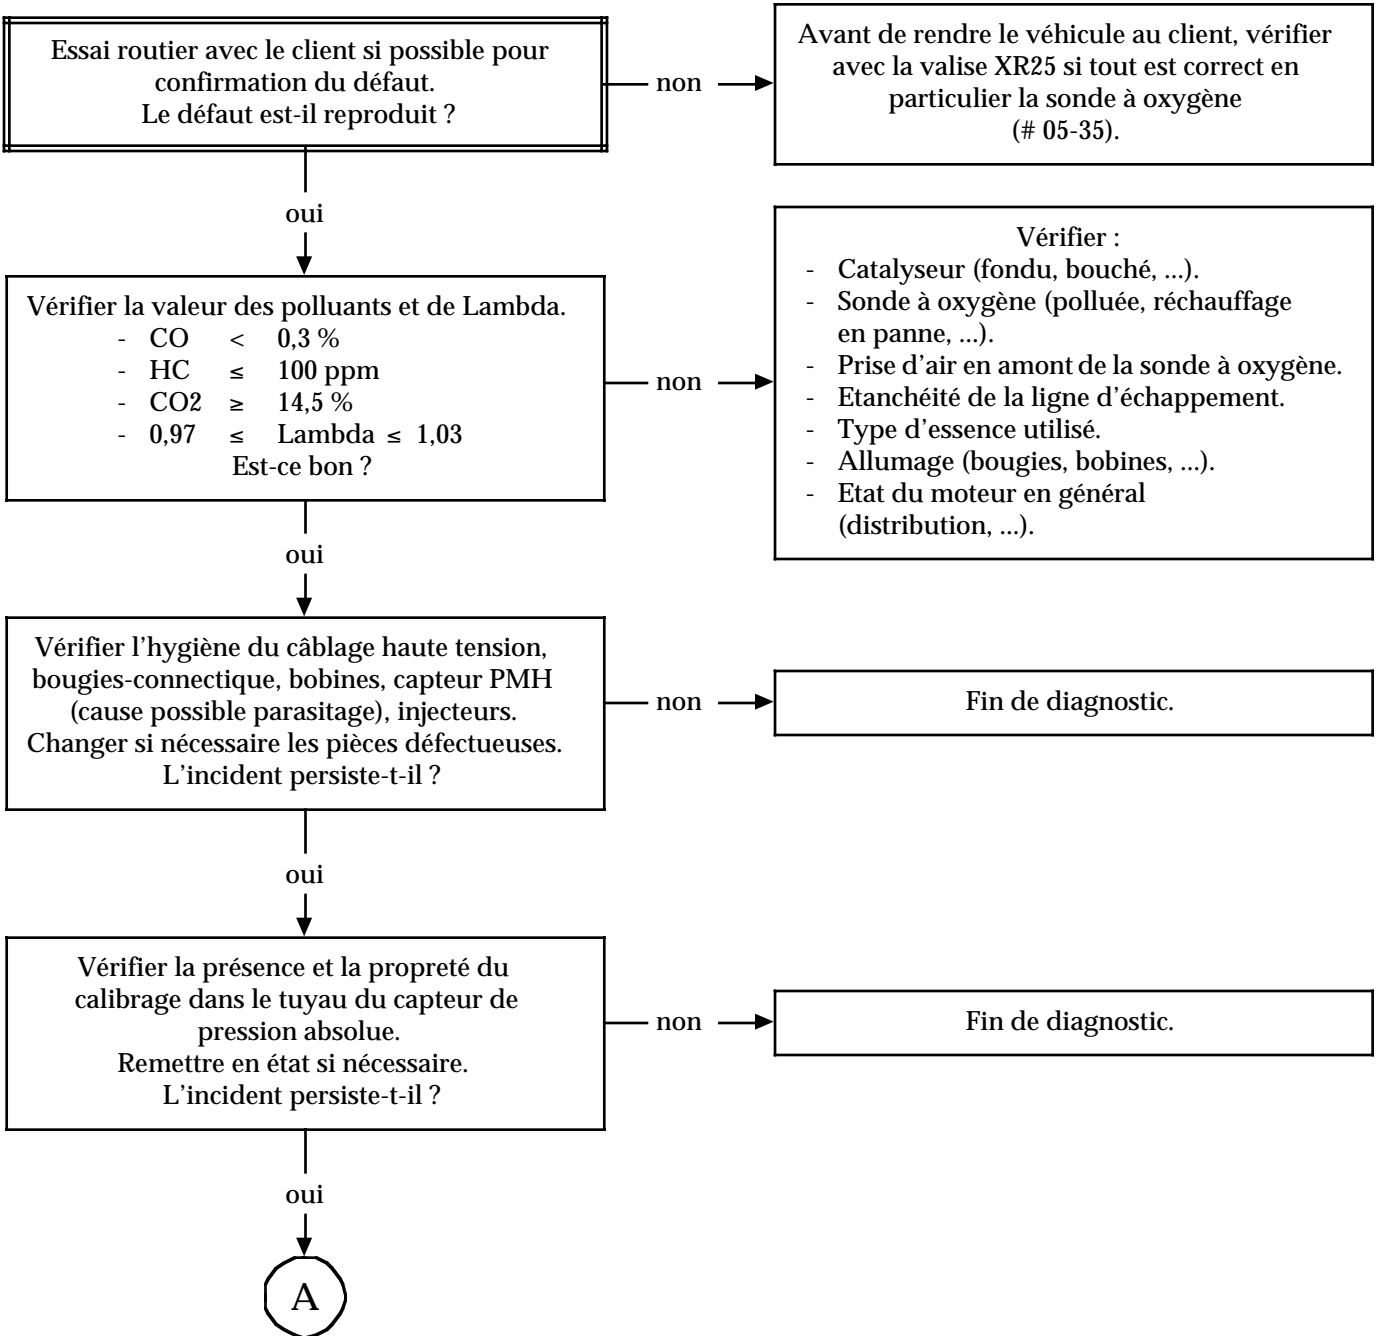 Essai routier avec le client si possible pour
confirmation du défaut.
Le défaut est-il reproduit ?
non
Avant de rendre le véhicule au client, vérifier
avec la valise XR25 si tout est correct en
particulier la sonde à oxygène
(# 05-35).
oui
Vérifier la valeur des polluants et de Lambda.
- CO < 0,3 %
- HC ≤ 100 ppm
- CO2 ≥ 14,5 %
- 0,97 ≤ Lambda ≤ 1,03
Est-ce bon ?
non
Vérifier :
- Catalyseur (fondu, bouché, ...).
- Sonde à oxygène (polluée, réchauffage
en panne, ...).
- Prise d'air en amont de la sonde à oxygène.
- Etanchéité de la ligne d'échappement.
- Type d'essence utilisé.
- Allumage (bougies, bobines, ...).
- Etat du moteur en général
(distribution, ...).
oui
Vérifier l'hygiène du câblage haute tension,
bougies-connectique, bobines, capteur PMH
(cause possible parasitage), injecteurs.
Changer si nécessaire les pièces défectueuses.
L'incident persiste-t-il ?
non
Fin de diagnostic.
oui
Vérifier la présence et la propreté du
calibrage dans le tuyau du capteur de
pression absolue.
Remettre en état si nécessaire.
L'incident persiste-t-il ?
non
Fin de diagnostic.
oui
A